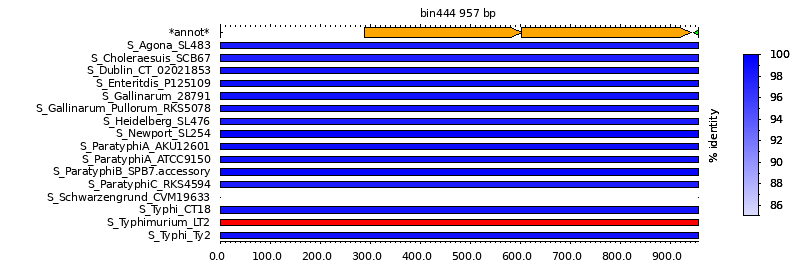 bin444 957 bp
*annot*
S_Agona_SL483
S_Choleraesuis_SCB67
S_Dublin_CT_02021853
S_Enteritdis_P125109
S_Gallinarum_28791
S_Gallinarum_Pullorum_RKS5078
S_Heidelberg_SL476
S_Newport_SL254
S_ParatyphiA_AKU12601
S_ParatyphiA_ATCC9150
S_ParatyphiB_SPB7.accessory
S_ParatyphiC_RKS4594
S_Schwarzengrund_CVM19633
S_Typhi_CT18
S_Typhimurium_LT2
S_Typhi_Ty2
0.0 100.0 200.0 300.0 400.0 500.0 600.0 700.0 800.0 900.0
% identity
100
98
96
94
92
90
88
86